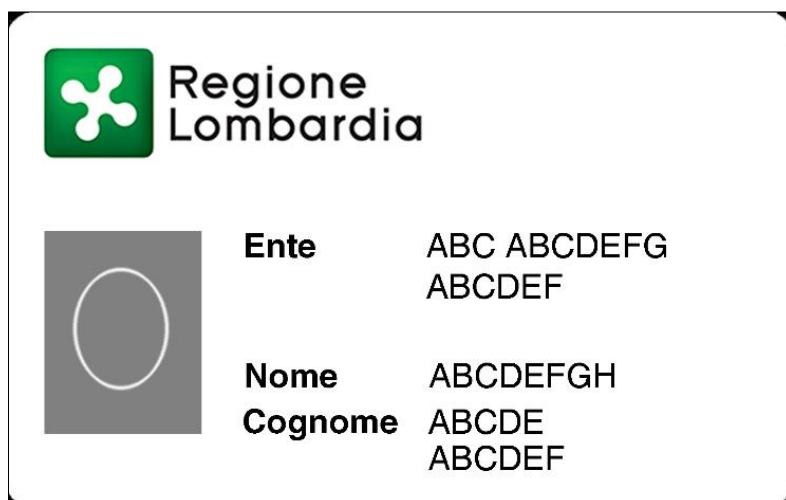 Regione
Lombardia
Ente ABC ABCDEFG
ABCDEF
Nome ABCDEFGH
Cognome ABCDE
ABCDEF